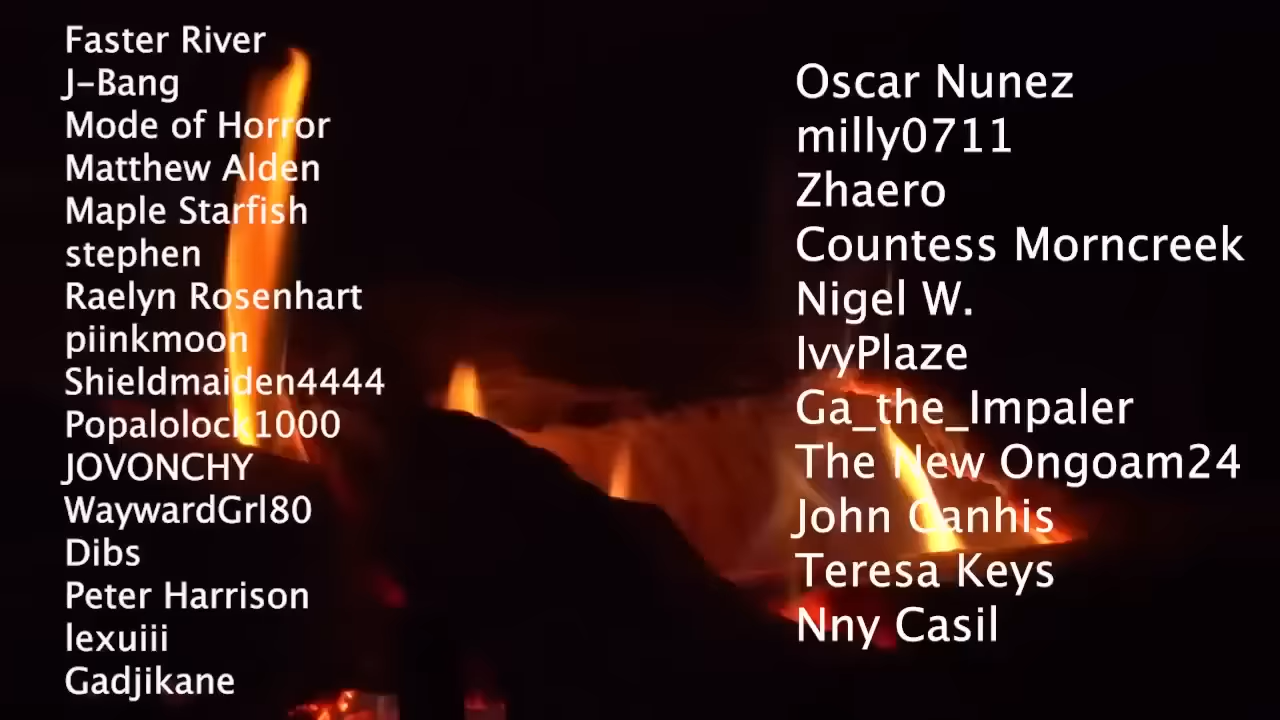 Faster River
J-Bang
Mode of Horror
Matthew Alden
Maple Starfish
stephen
Raelyn Rosenhart
piinkmoon
Shieldmaiden4444
Popalolock1000
JOVONCHY
WaywardGrl80
Dibs
Peter Harrison
lexuiii
Gadjikane
Oscar Nunez
milly0711
Zhaero
Countess Morncreek
Nigel W.
IvyPlaze
Ga_the_Impaler
The New Ongoam24
John Canhis
Teresa Keys
Nny Casil